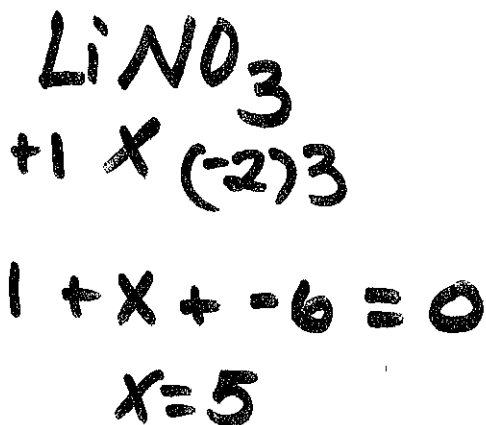 LiNO3
+1 x (-2)3
1 + x + -6 = 0
x = 5